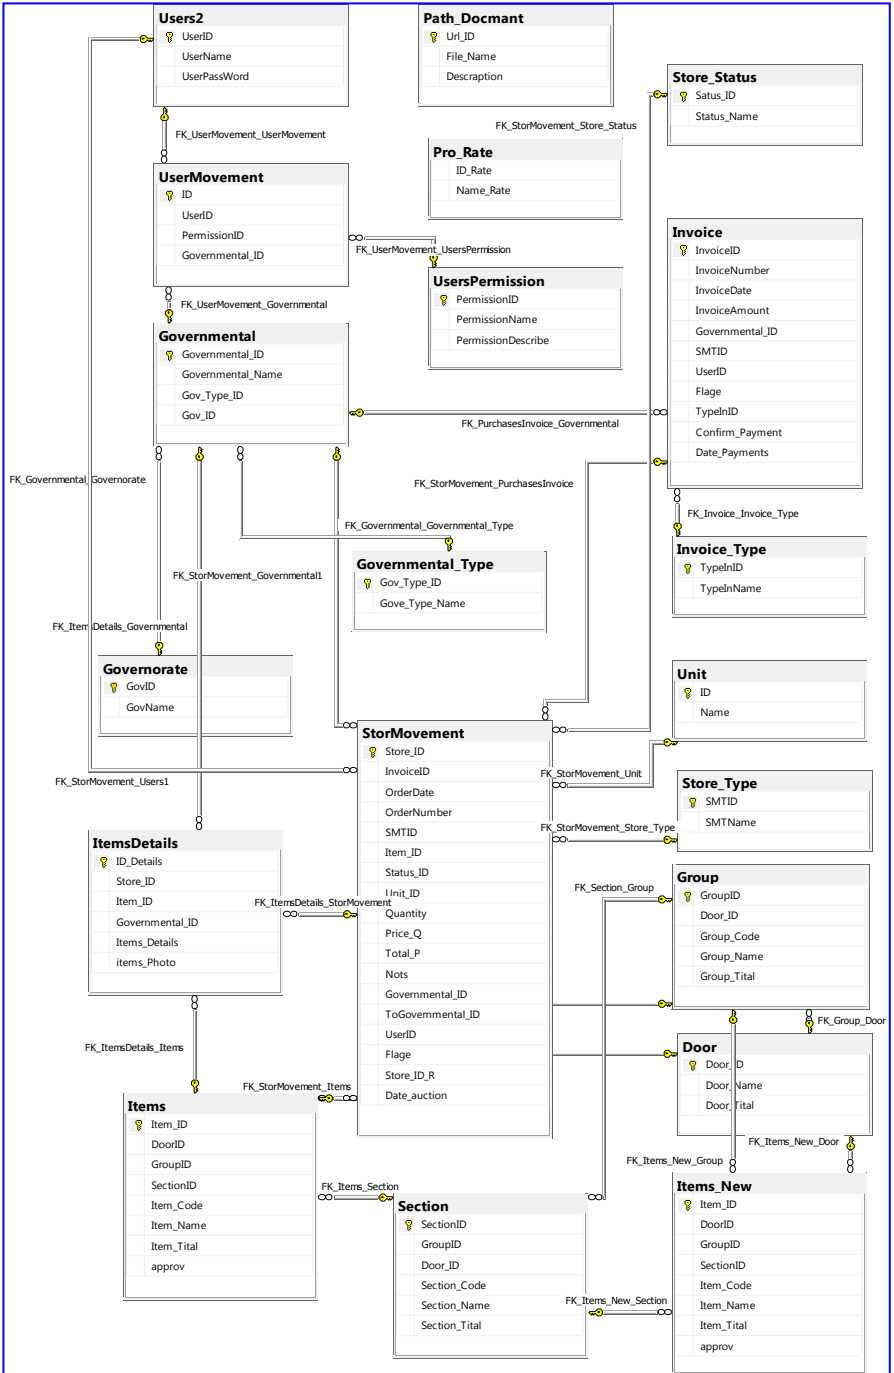 Users2
UserID
UserName
UserPassWord
Path_Docmant
Url_ID
File_Name
Descraption
Store_Status
Satus_ID
Status_Name
FK_StorMovement_Store_Status
FK_UserMovement_UserMovement
Pro_Rate
ID_Rate
Name_Rate
UserMovement
ID
UserID
PermissionID
Governmental_ID
FK_UserMovement_UsersPermission
Invoice
InvoiceID
InvoiceNumber
InvoiceDate
InvoiceAmount
Governmental_ID
SMTID
UserID
Flage
TypeInID
Confirm_Payment
Date_Payments
UsersPermission
PermissionID
PermissionName
PermissionDescribe
FK_UserMovement_Governmental
Governmental
Governmental_ID
Governmental_Name
Gov_Type_ID
Gov_ID
FK_PurchasesInvoice_Governmental
FK_Governmental_Governorate
FK_StorMovement_PurchasesInvoice
FK_Invoice_Invoice_Type
FK_Governmental_Governmental_Type
Invoice_Type
TypeInID
TypeInName
Governmental_Type
Gov_Type_ID
Gove_Type_Name
FK_StorMovement_Governmental1
FK_ItemsDetails_Governmental
Governorate
GovID
GovName
Unit
ID
Name
StorMovement
Store_ID
InvoiceID
OrderDate
OrderNumber
SMTID
Item_ID
Status_ID
Unit_ID
Quantity
Price_Q
Total_P
Nots
Governmental_ID
ToGovernmental_ID
UserID
Flage
Store_ID_R
Date_auction
FK_StorMovement_Users1
FK_StorMovement_Unit
Store_Type
SMTID
SMTName
FK_StorMovement_Store_Type
ItemsDetails
ID_Details
Store_ID
Item_ID
Governmental_ID
Items_Details
items_Photo
FK_ItemsDetails_StorMovement
FK_Section_Group
Group
GroupID
Door_ID
Group_Code
Group_Name
Group_Tital
FK_Group_Door
FK_ItemsDetails_Items
Door
Door_ID
Door_Name
Door_Tital
FK_StorMovement_Items
FK_Items_New_Door
FK_Items_New_Group
Items
Item_ID
DoorID
GroupID
SectionID
Item_Code
Item_Name
Item_Tital
approv
FK_Items_Section
Section
SectionID
GroupID
Door_ID
Section_Code
Section_Name
Section_Tital
FK_Items_New_Section
Items_New
Item_ID
DoorID
GroupID
SectionID
Item_Code
Item_Name
Item_Tital
approv